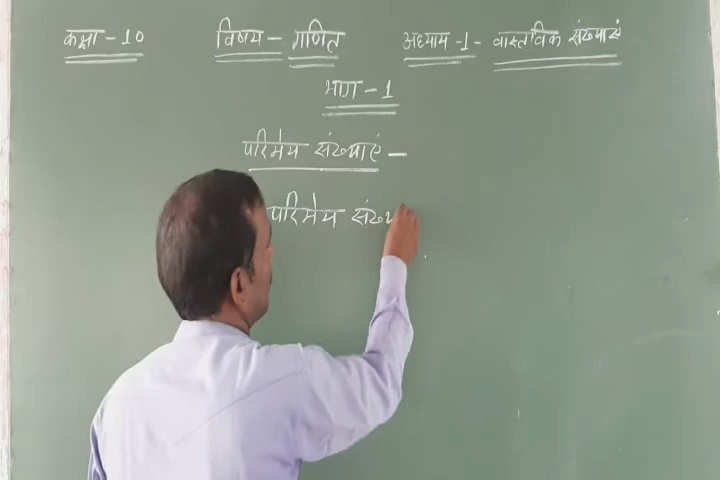 कक्षा - 10 विषय - गणित अध्याय - 1 - वास्तविक संख्याएं
भाग - 1
परिमेय संख्याएं -
परिमेय संख्य